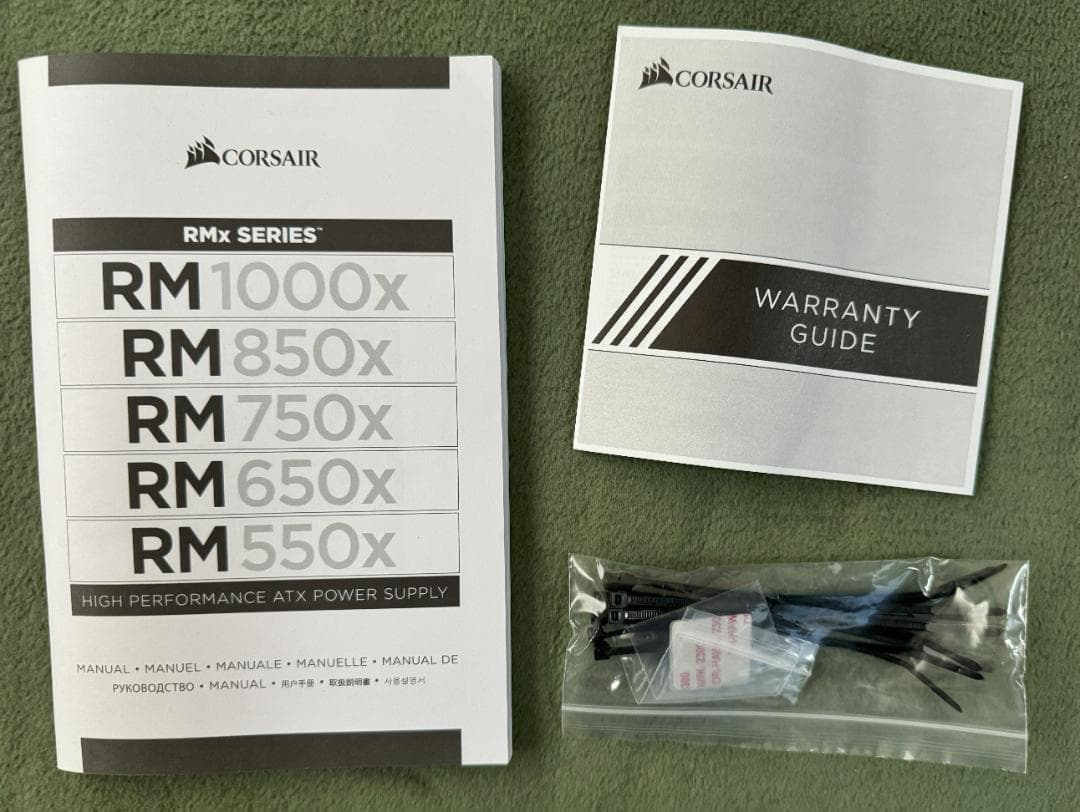 CORSAIR
RMx SERIES™
RM1000x
RM850x
RM750x
RM650x
RM550x
HIGH PERFORMANCE ATX POWER SUPPLY
MANUAL • MANUEL • MANUALE • MANUELLE • MANUAL DE
РУКОВОДСТВО • MANUAL • 用户手册 • 取扱説明書 • 사용설명서
CORSAIR
WARRANTY
GUIDE